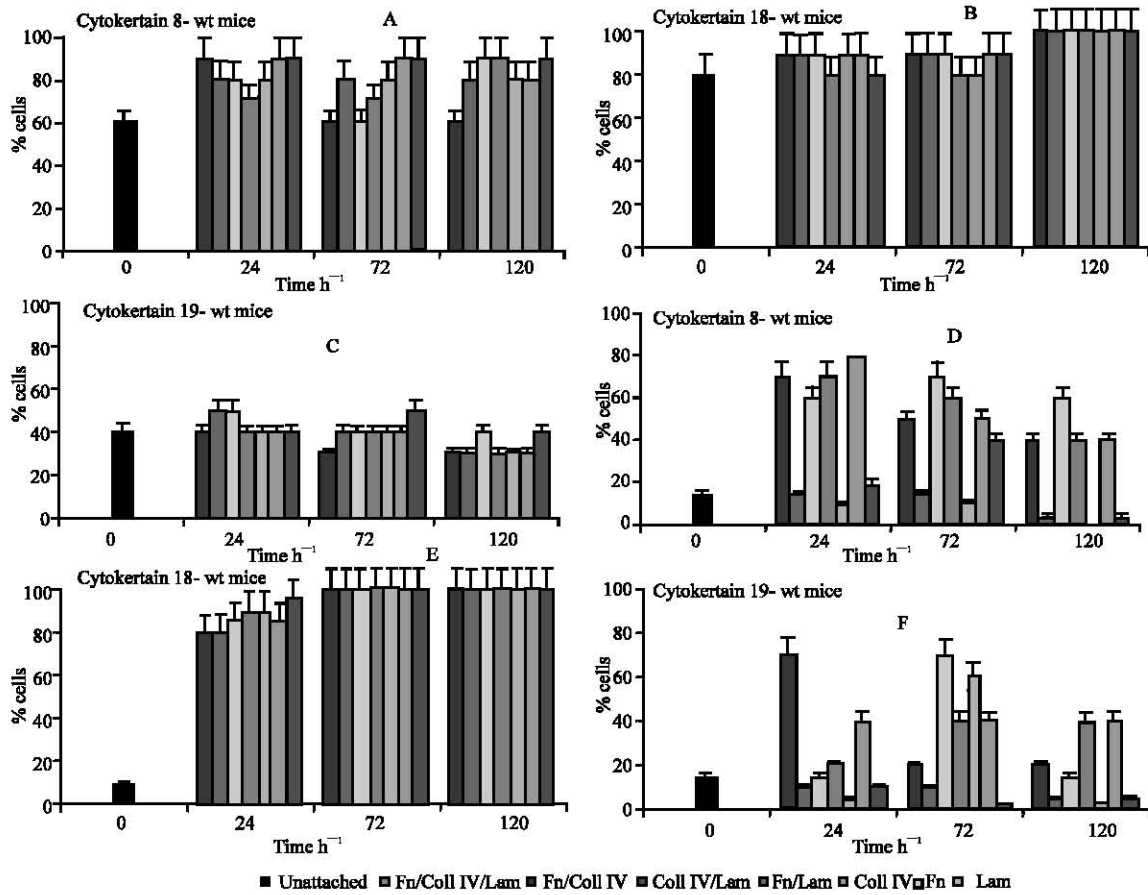 Cytokertain 8- wt mice
A
% cells
100
80
60
40
20
0
0 24 72 120
Time h⁻¹
Cytokertain 18- wt mice
B
% cells
100
80
60
40
20
0
0 24 72 120
Time h⁻¹
Cytokertain 19- wt mice
C
% cells
100
80
60
40
20
0
0 24 72 120
Time h⁻¹
Cytokertain 8- wt mice
D
% cells
100
80
60
40
20
0
0 24 72 120
Time h⁻¹
Cytokertain 18- wt mice
E
% cells
100
80
60
40
20
0
0 24 72 120
Time h⁻¹
Cytokertain 19- wt mice
F
% cells
100
80
60
40
20
0
0 24 72 120
Time h⁻¹
Unattached Fn/Coll IV/Lam Fn/Coll IV Coll IV/Lam Fn/Lam Coll IV Fn Lam